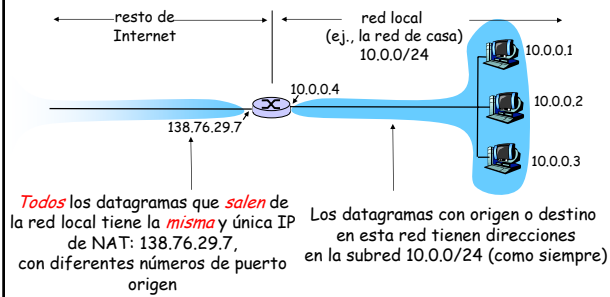 resto de
Internet
red local
(ej., la red de casa)
10.0.0/24
10.0.0.1
10.0.0.4
10.0.0.2
138.76.29.7
10.0.0.3
Todos los datagramas que salen de
la red local tiene la misma y única IP
de NAT: 138.76.29.7,
con diferentes números de puerto
origen
Los datagramas con origen o destino
en esta red tienen direcciones
en la subred 10.0.0/24 (como siempre)